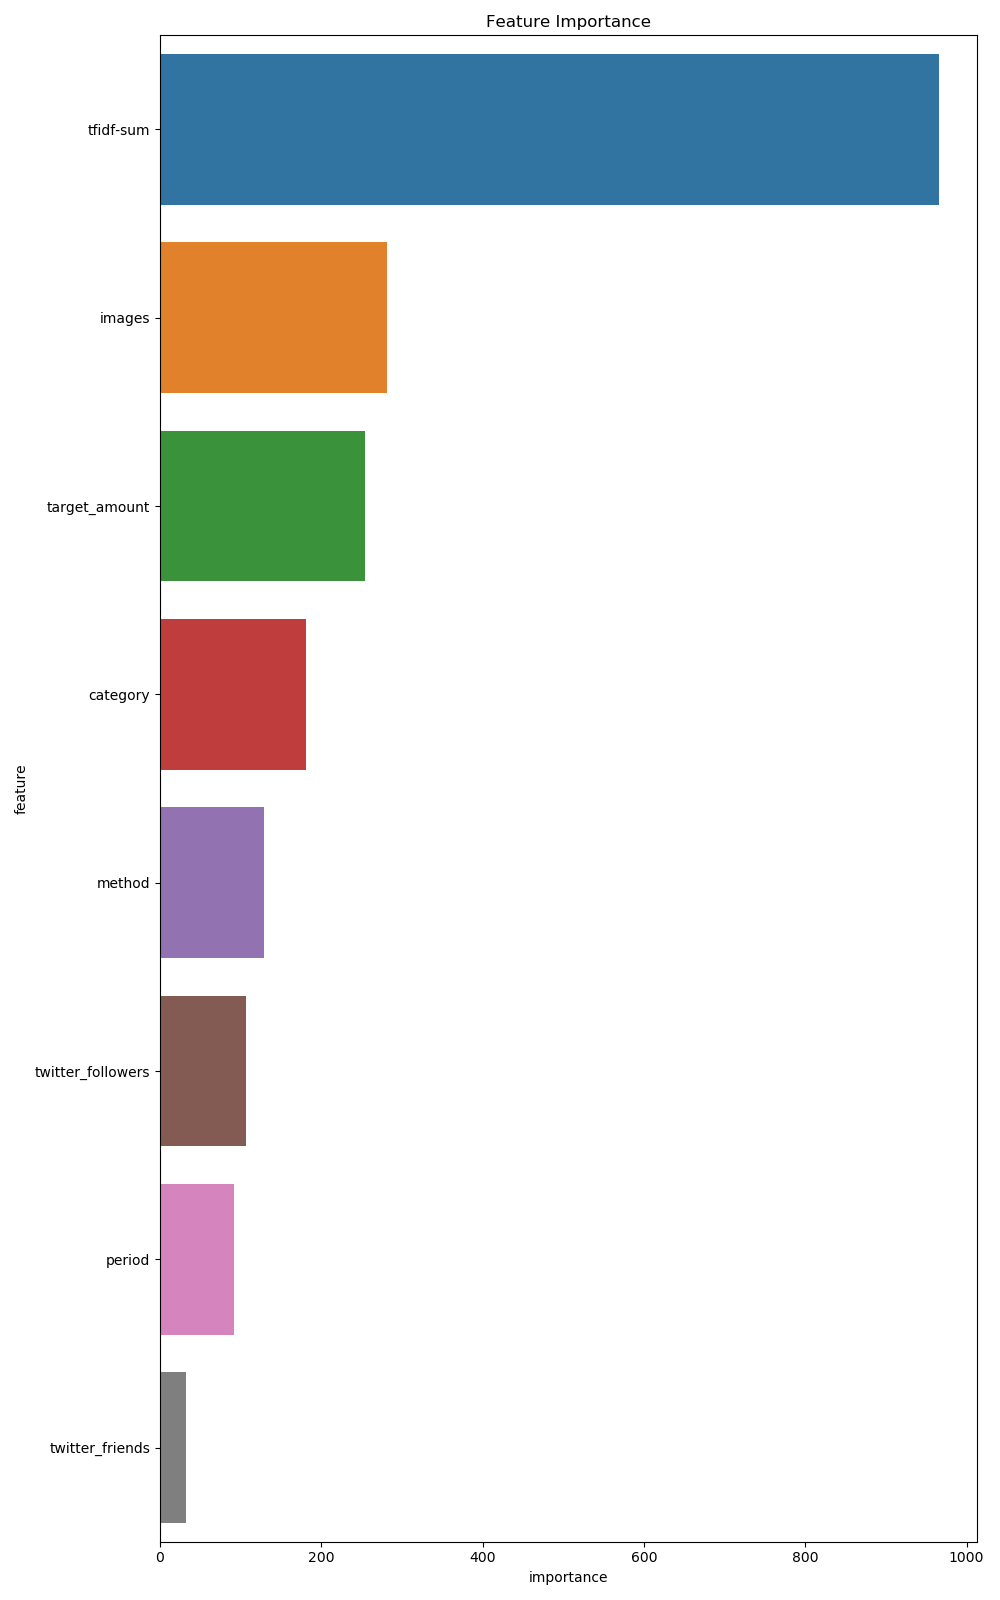 Feature Importance
tfidf-sum
images
target_amount
category
method
twitter_followers
period
twitter_friends
feature
0 200 400 600 800 1000
importance